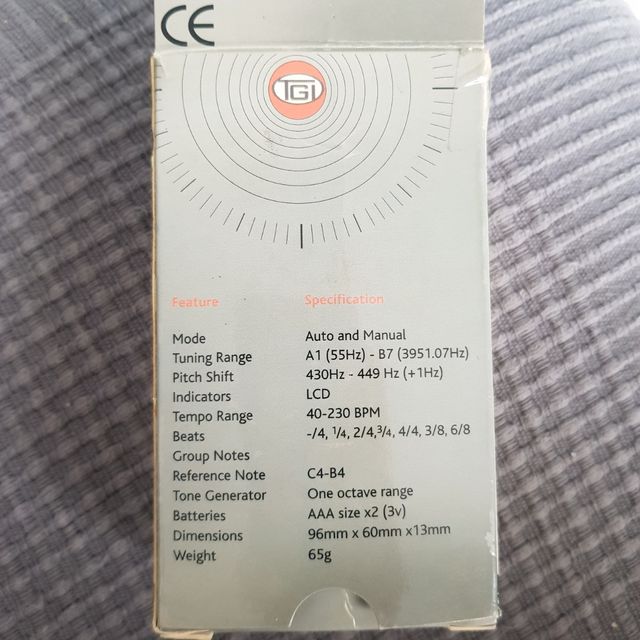 CE
TGI
Feature Specification
Mode Auto and Manual
Tuning Range A1 (55Hz) - B7 (3951.07Hz)
Pitch Shift 430Hz - 449 Hz (+1Hz)
Indicators LCD
Tempo Range 40-230 BPM
Beats -/4, 1/4, 2/4,3/4, 4/4, 3/8, 6/8
Group Notes
Reference Note C4-B4
Tone Generator One octave range
Batteries AAA size x2 (3v)
Dimensions 96mm x 60mm x13mm
Weight 65g